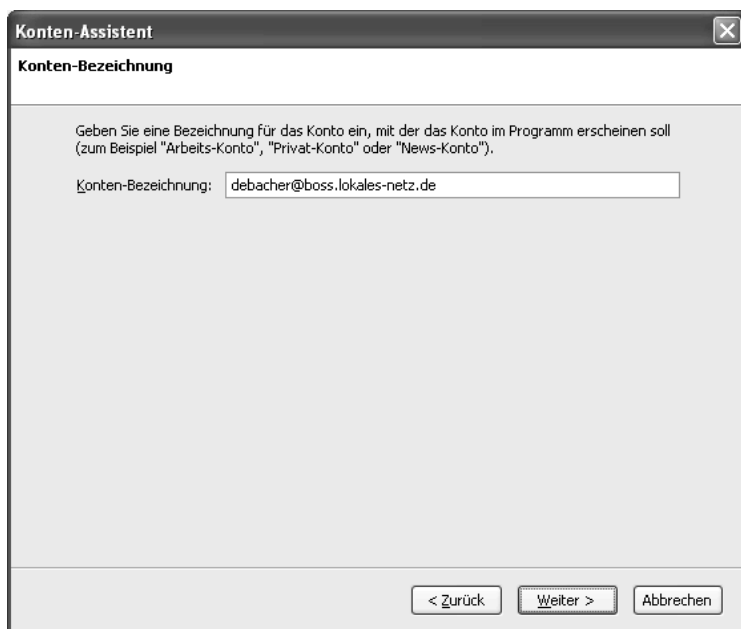 Konten-Assistent
Konten-Bezeichnung
Geben Sie eine Bezeichnung für das Konto ein, mit der das Konto im Programm erscheinen soll
(zum Beispiel "Arbeits-Konto", "Privat-Konto" oder "News-Konto").
Konten-Bezeichnung: debacher@boss.lokales-netz.de
< Zurück Weiter > Abbrechen